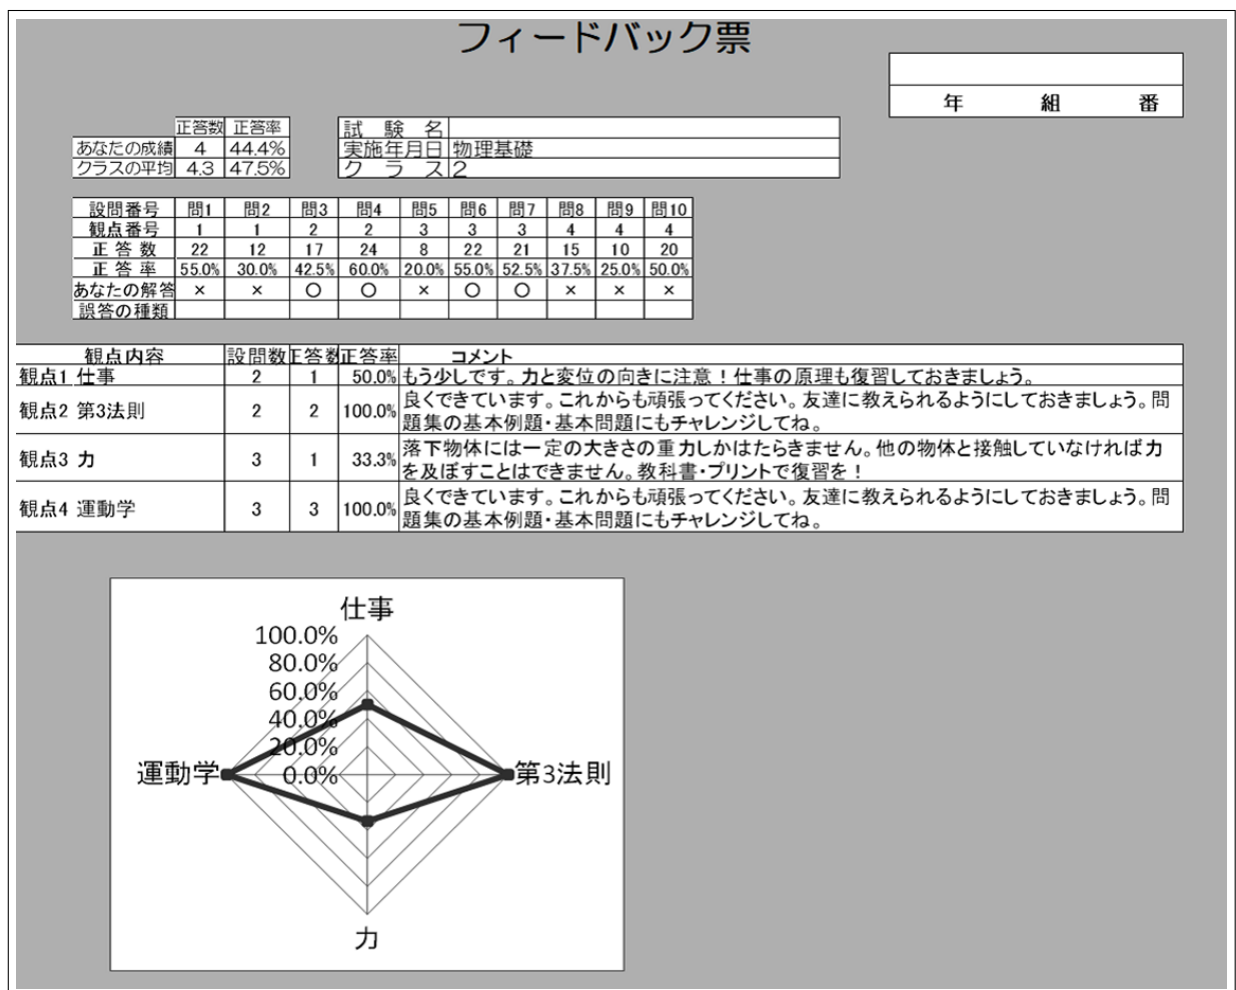 フィードバック票
年 組 番
正答数 正答率
あなたの成績 4 44.4%
クラスの平均 4.3 47.5%
試 験 名
実施年月日 物理基礎
ク ラ ス 2
設問番号 問1 問2 問3 問4 問5 問6 問7 問8 問9 問10
観点番号 1 1 2 2 3 3 3 4 4 4
正 答 数 22 12 17 24 8 22 21 15 10 20
正 答 率 55.0% 30.0% 42.5% 60.0% 20.0% 55.0% 52.5% 37.5% 25.0% 50.0%
あなたの解答 × × ○ ○ × ○ ○ × × ×
誤答の種類
観点内容 設問数 正答数 正答率 コメント
観点1 仕事 2 1 50.0% もう少しです。力と変位の向きに注意！仕事の原理も復習しておきましょう。
観点2 第3法則 2 2 100.0% 良くできています。これからも頑張ってください。友達に教えられるようにしておきましょう。問
題集の基本例題・基本問題にもチャレンジしてね。
観点3 力 3 1 33.3% 落下物体には一定の大きさの重力しかはたらきません。他の物体と接触していなければ力
を及ぼすことはできません。教科書・プリントで復習を！
観点4 運動学 3 3 100.0% 良くできています。これからも頑張ってください。友達に教えられるようにしておきましょう。問
題集の基本例題・基本問題にもチャレンジしてね。
仕事
100.0%
80.0%
60.0%
40.0%
20.0%
0.0%
運動学
第3法則
力